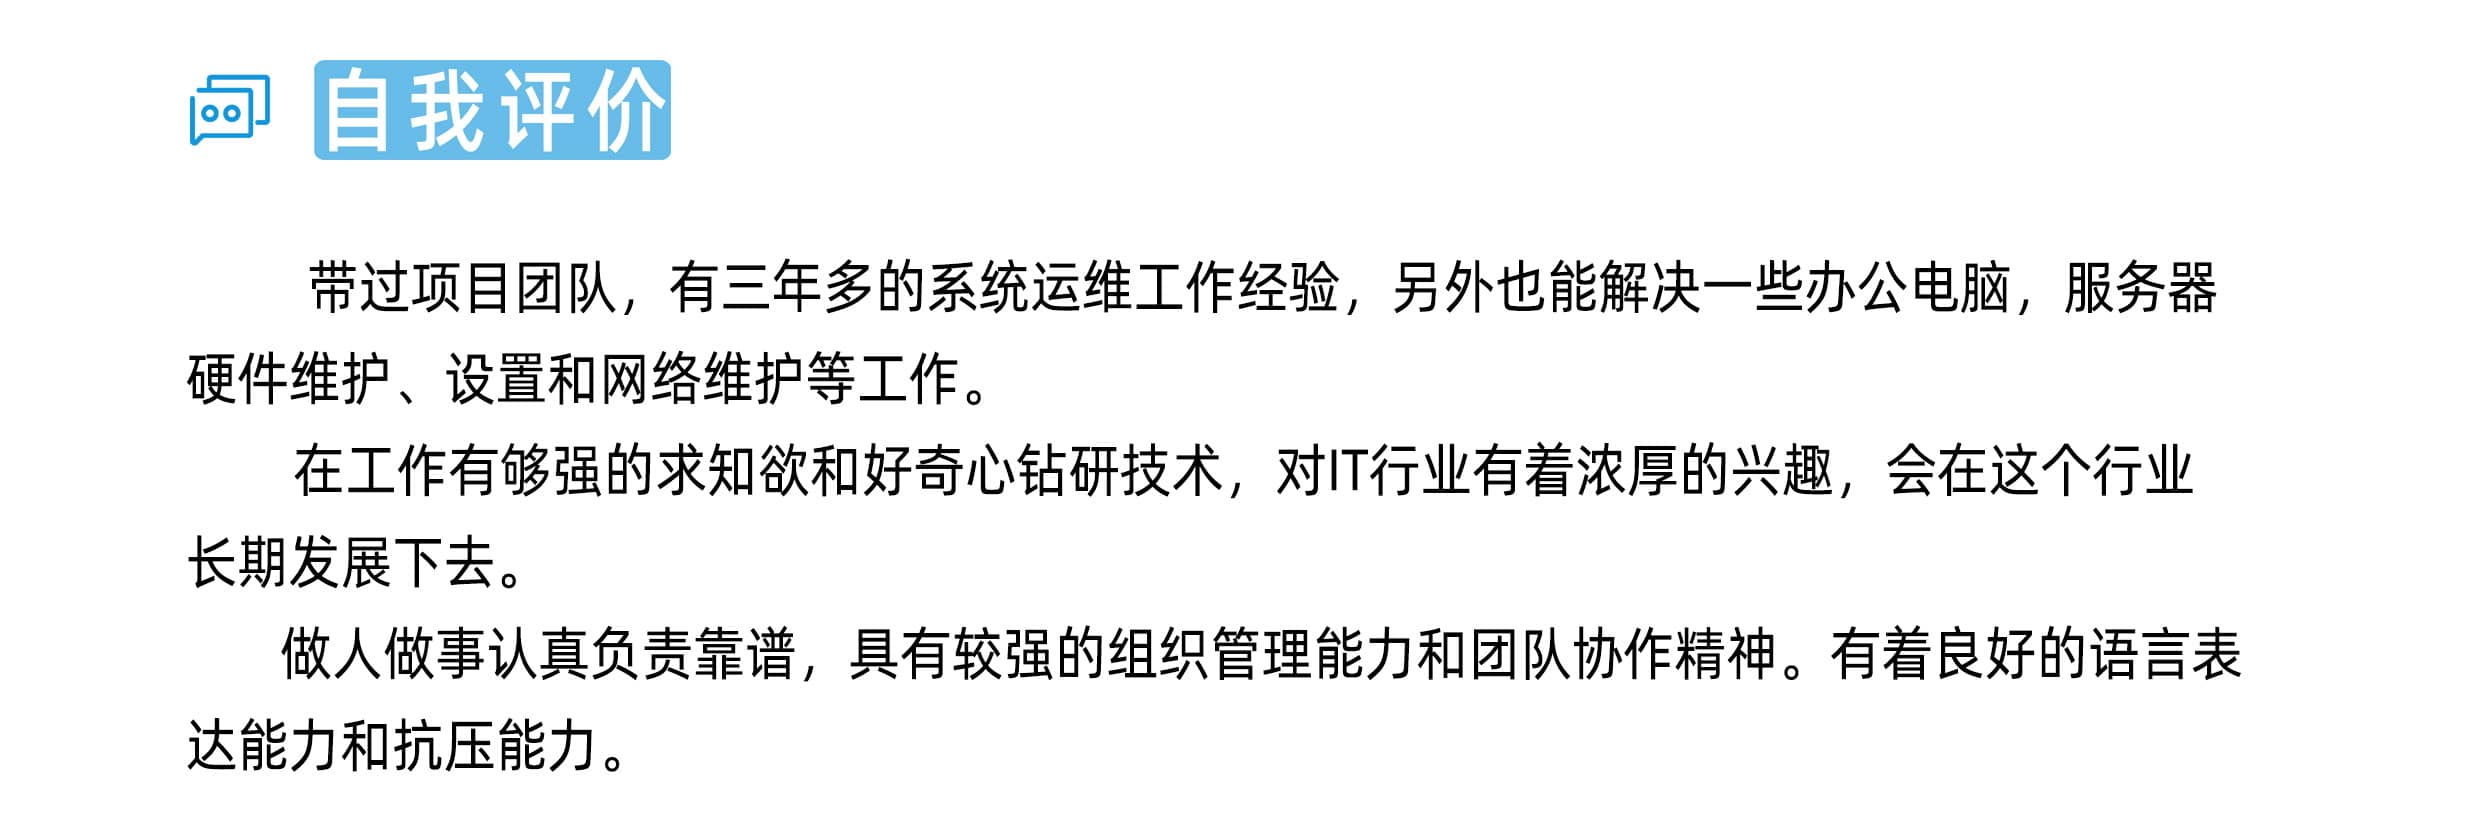 自我评价
带过项目团队，有三年多的系统运维工作经验，另外也能解决一些办公电脑，服务器
硬件维护、设置和网络维护等工作。
在工作有够强的求知欲和好奇心钻研技术，对IT行业有着浓厚的兴趣，会在这个行业
长期发展下去。
做人做事认真负责靠谱，具有较强的组织管理能力和团队协作精神。有着良好的语言表
达能力和抗压能力。